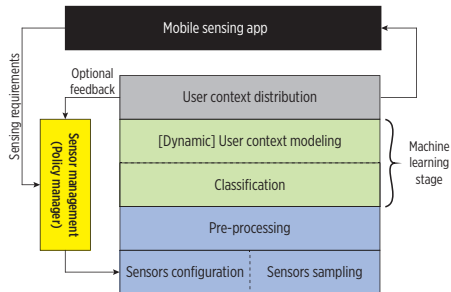 Mobile sensing app
Optional
feedback
User context distribution
Sensing requirements
Sensor management
(Policy manager)
[Dynamic] User context modeling
Classification
Machine
learning
stage
Pre-processing
Sensors configuration
Sensors sampling